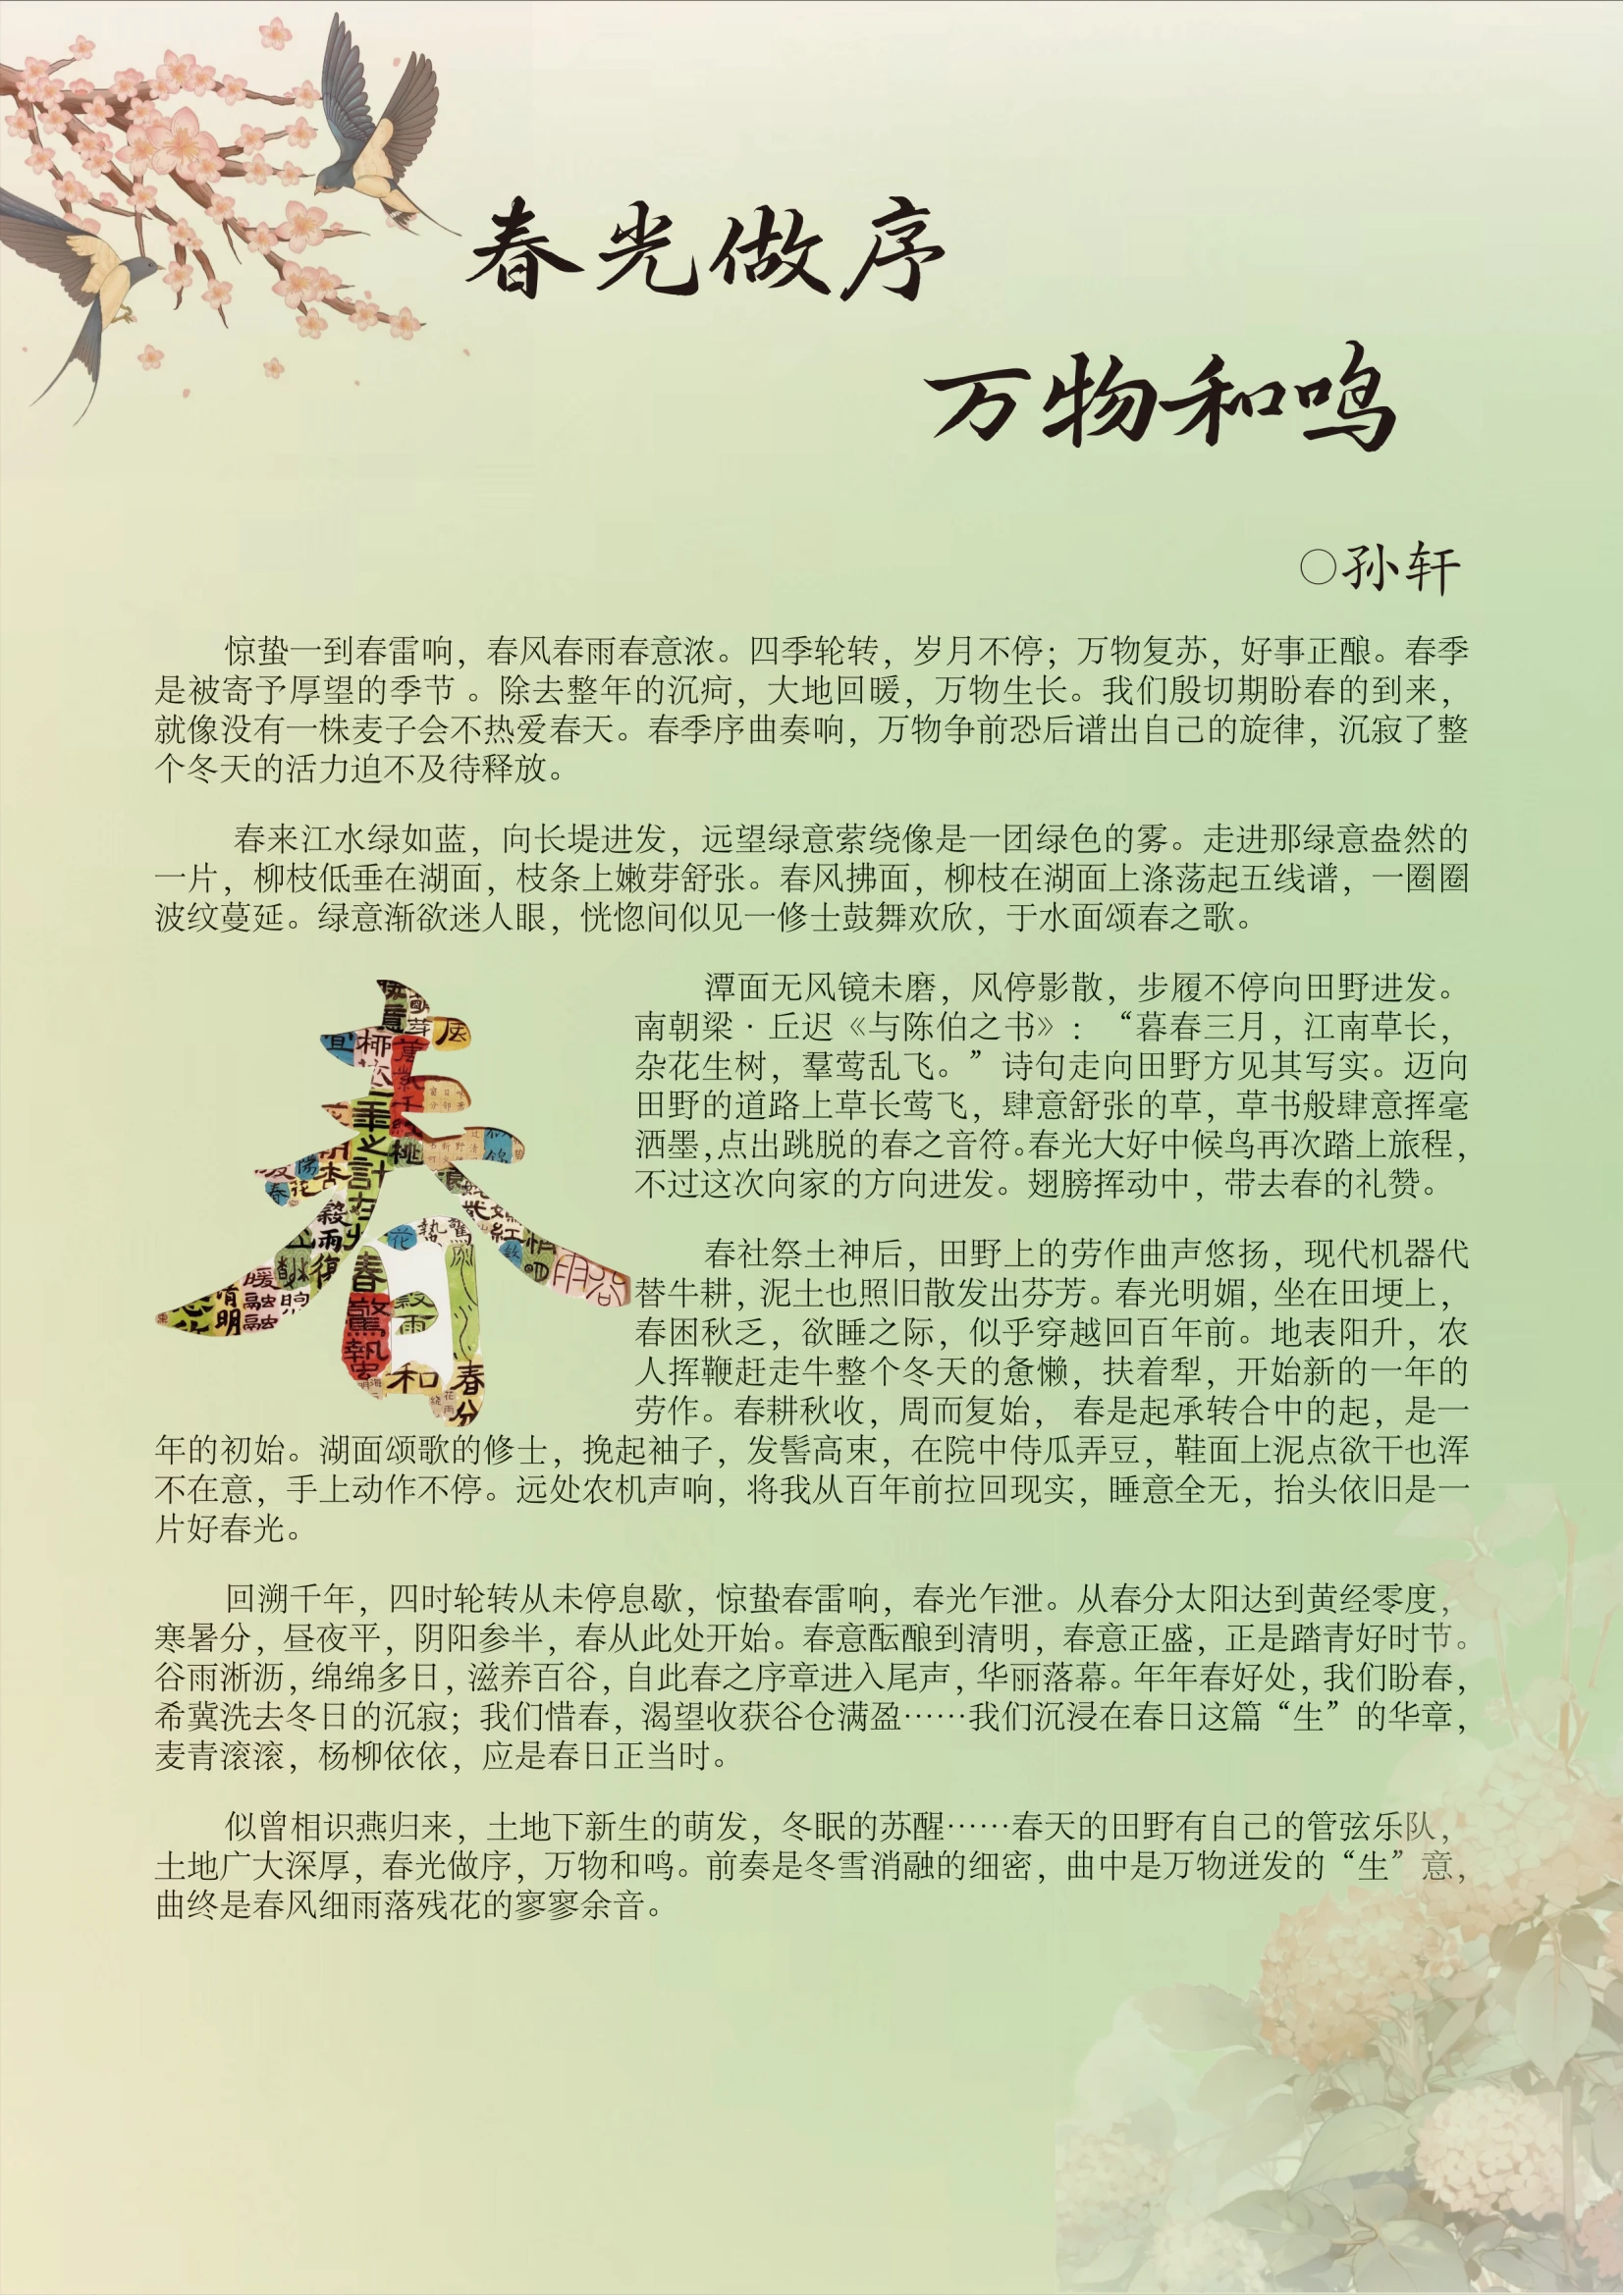 春光做序
万物和鸣
○孙轩
惊蛰一到春雷响，春风春雨春意浓。四季轮转，岁月不停；万物复苏，好事正酿。春季
是被寄予厚望的季节 。除去整年的沉疴，大地回暖，万物生长。我们殷切期盼春的到来，
就像没有一株麦子会不热爱春天。春季序曲奏响，万物争前恐后谱出自己的旋律，沉寂了整
个冬天的活力迫不及待释放。
春来江水绿如蓝，向长堤进发，远望绿意萦绕像是一团绿色的雾。走进那绿意盎然的
一片，柳枝低垂在湖面，枝条上嫩芽舒张。春风拂面，柳枝在湖面上涤荡起五线谱，一圈圈
波纹蔓延。绿意渐欲迷人眼，恍惚间似见一修士鼓舞欢欣，于水面颂春之歌。
潭面无风镜未磨，风停影散，步履不停向田野进发。
南朝梁·丘迟《与陈伯之书》：“暮春三月，江南草长，
杂花生树，羣莺乱飞。”诗句走向田野方见其写实。迈向
田野的道路上草长莺飞，肆意舒张的草，草书般肆意挥毫
洒墨，点出跳脱的春之音符。春光大好中候鸟再次踏上旅程，
不过这次向家的方向进发。翅膀挥动中，带去春的礼赞。
春社祭土神后，田野上的劳作曲声悠扬，现代机器代
替牛耕，泥土也照旧散发出芬芳。春光明媚，坐在田埂上，
春困秋乏，欲睡之际，似乎穿越回百年前。地表阳升，农
人挥鞭赶走牛整个冬天的惫懒，扶着犁，开始新的一年的
劳作。春耕秋收，周而复始， 春是起承转合中的起，是一
年的初始。湖面颂歌的修士，挽起袖子，发髻高束，在院中侍瓜弄豆，鞋面上泥点欲干也浑
不在意，手上动作不停。远处农机声响，将我从百年前拉回现实，睡意全无，抬头依旧是一
片好春光。
回溯千年，四时轮转从未停息歇，惊蛰春雷响，春光乍泄。从春分太阳达到黄经零度，
寒暑分，昼夜平，阴阳参半，春从此处开始。春意酝酿到清明，春意正盛，正是踏青好时节。
谷雨淅沥，绵绵多日，滋养百谷，自此春之序章进入尾声，华丽落幕。年年春好处，我们盼春，
希冀洗去冬日的沉寂；我们惜春，渴望收获谷仓满盈……我们沉浸在春日这篇“生”的华章，
麦青滚滚，杨柳依依，应是春日正当时。
似曾相识燕归来，土地下新生的萌发，冬眠的苏醒……春天的田野有自己的管弦乐队，
土地广大深厚，春光做序，万物和鸣。前奏是冬雪消融的细密，曲中是万物迸发的“生”意，
曲终是春风细雨落残花的寥寥余音。
春